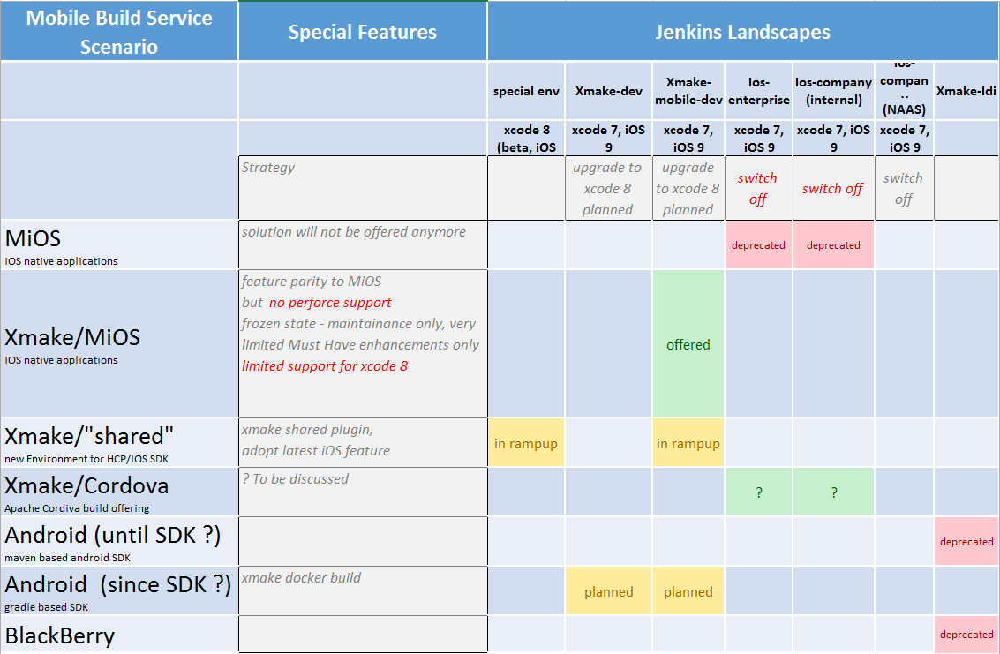 Mobile Build Service
Scenario
Special Features
Jenkins Landscapes
special env
Xmake-dev
Xmake-
mobile-dev
Ios-
enterprise
Ios-company
(internal)
Ios-
compan
(NAAS)
Xmake-ldi
xcode 8
(beta, iOS
xcode 7, iOS
9
xcode 7,
iOS 9
xcode 7,
iOS 9
xcode 7, iOS
9
xcode 7,
iOS 9
Strategy
upgrade to
xcode 8
planned
upgrade
to xcode 8
planned
switch
off
switch off
switch
off
MiOS
IOS native applications
solution will not be offered anymore
deprecated
deprecated
Xmake/MiOS
IOS native applications
feature parity to MiOS
but no perforce support
frozen state - maintainance only, very
limited Must Have enhancements only
limited support for xcode 8
offered
Xmake/"shared"
new Environment for HCP/IOS SDK
xmake shared plugin,
adopt latest iOS feature
in rampup
in rampup
Xmake/Cordova
Apache Cordiva build offering
? To be discussed
?
?
Android (until SDK ?)
maven based android SDK
deprecated
Android (since SDK ?)
gradle based SDK
xmake docker build
planned
planned
BlackBerry
deprecated